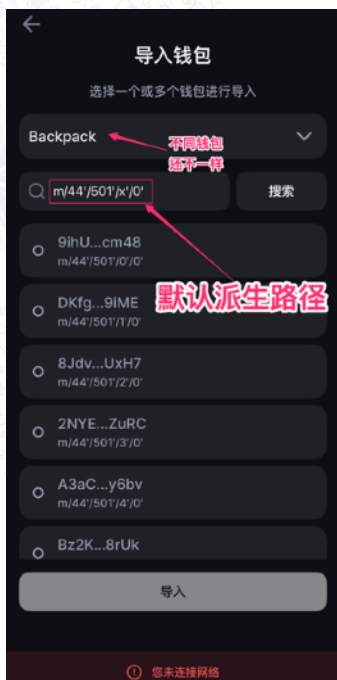 导入钱包
选择一个或多个钱包进行导入
Backpack
不同钱包
还不一样
m/44'/501'/x'/0'
搜索
9ihU...cm48
m/44'/501'/0'/0'
默认派生路径
DKfg...9iME
m/44'/501'/1'/0'
8Jdv...UxH7
m/44'/501'/2'/0'
2NYE...ZuRC
m/44'/501'/3'/0'
A3aC...y6bv
m/44'/501'/4'/0'
Bz2K...8rUk
导入
您未连接网络